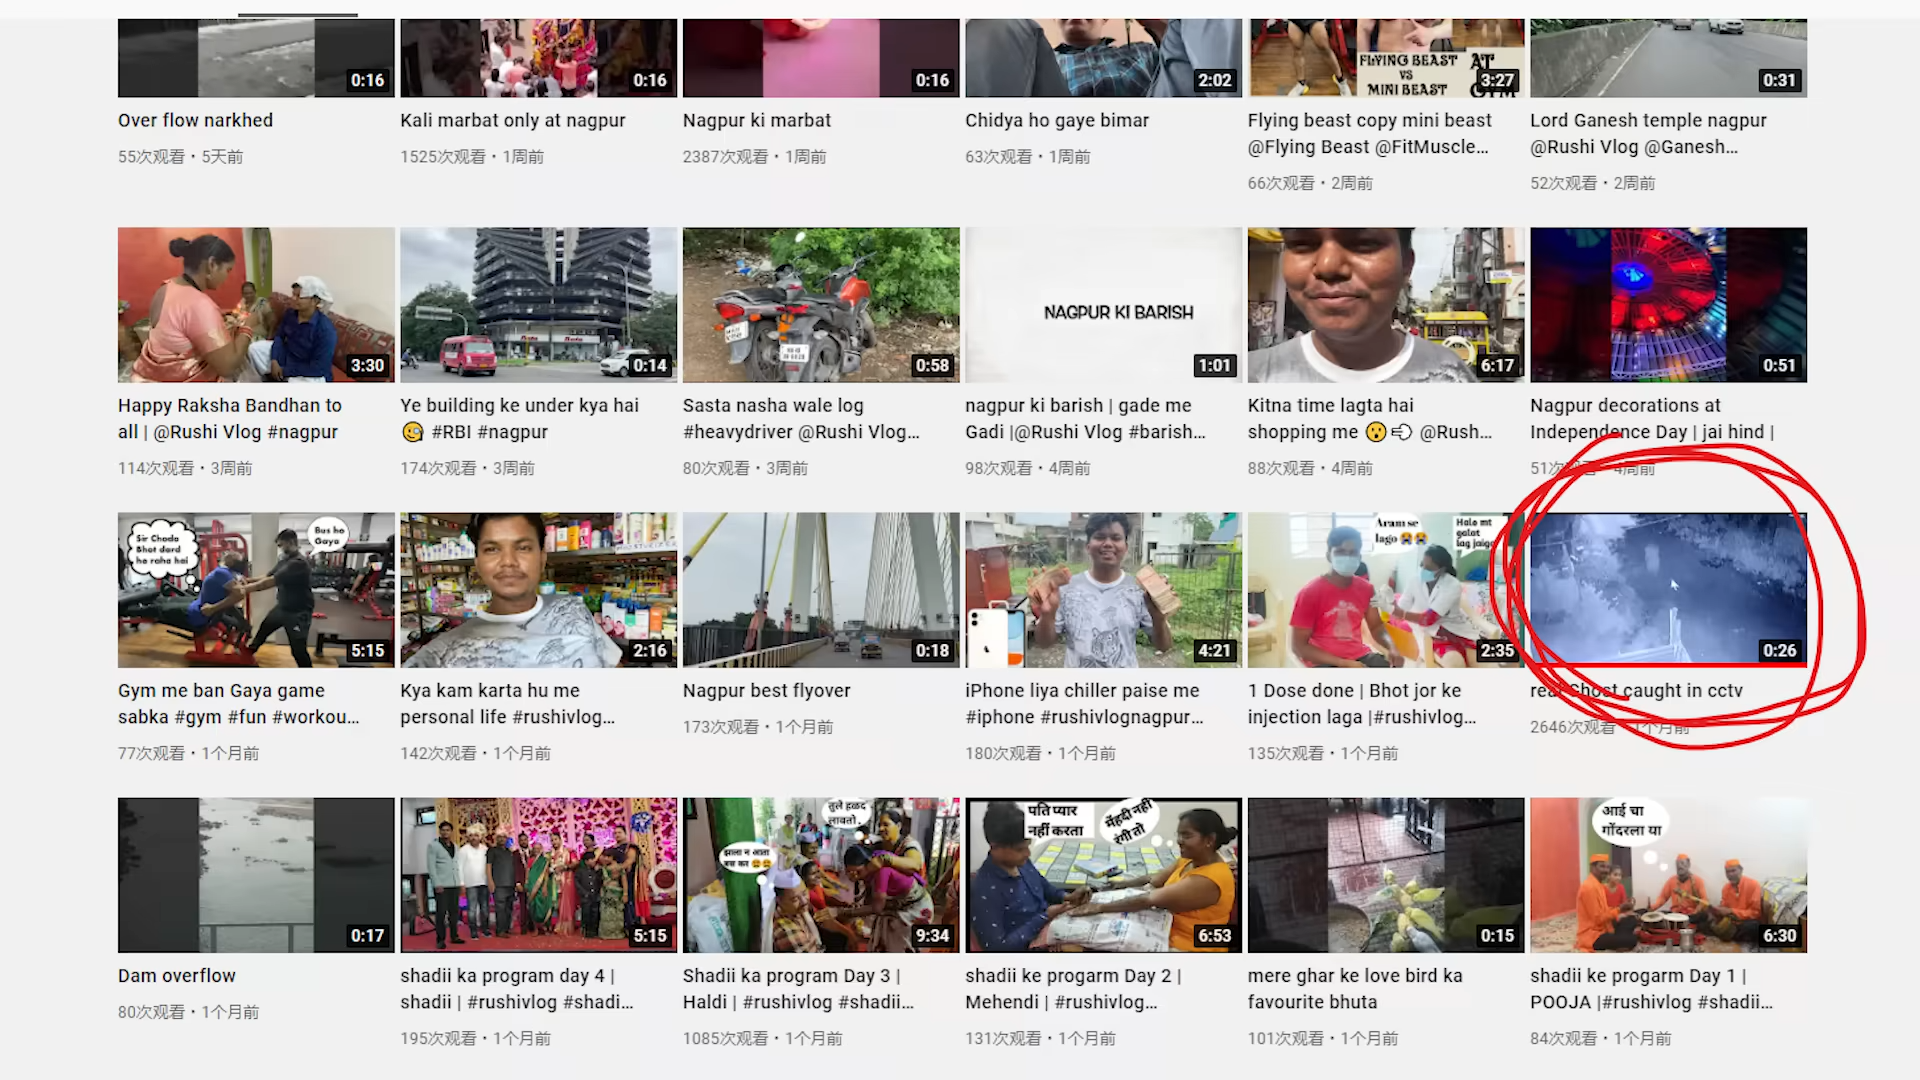 0:16
0:16
0:16
2:02
FLYING BEAST
VS
MINI BEAST
AT
GYM
3:27
0:31
Over flow narkhed
55次观看・5天前
Kali marbat only at nagpur
1525次观看・1周前
Nagpur ki marbat
2387次观看・1周前
Chidya ho gaye bimar
63次观看・1周前
Flying beast copy mini beast
@Flying Beast @FitMuscle…
66次观看・2周前
Lord Ganesh temple nagpur
@Rushi Vlog @Ganesh…
52次观看・2周前
3:30
0:14
0:58
NAGPUR KI BARISH
1:01
6:17
0:51
Happy Raksha Bandhan to
all | @Rushi Vlog #nagpur
114次观看・3周前
Ye building ke under kya hai
🧐 #RBI #nagpur
174次观看・3周前
Sasta nasha wale log
#heavydriver @Rushi Vlog…
80次观看・3周前
nagpur ki barish | gade me
Gadi |@Rushi Vlog #barish…
98次观看・4周前
Kitna time lagta hai
shopping me 😮💨 @Rush…
88次观看・4周前
Nagpur decorations at
Independence Day | jai hind |
51次观看・4周前
Sir Choda
Bhot dard
ho raha hai
Bus ho
Gaya
5:15
2:16
0:18
4:21
Aram se
lago 😭😭
Halo mt
galat
lag jaiga
2:35
0:26
Gym me ban Gaya game
sabka #gym #fun #workou…
77次观看・1个月前
Kya kam karta hu me
personal life #rushivlog…
142次观看・1个月前
Nagpur best flyover
173次观看・1个月前
iPhone liya chiller paise me
#iphone #rushivlognagpur…
180次观看・1个月前
1 Dose done | Bhot jor ke
injection laga |#rushivlog…
135次观看・1个月前
real Ghost caught in cctv
2646次观看・1个月前
0:17
5:15
तुले हळद
लावतो.
झाला न आता
बस का 😩😩
9:34
पति प्यार
नहीं करता
मेंहदी नहीं
रंगी तो
6:53
0:15
आई चा
गोंदरला या
6:30
Dam overflow
80次观看・1个月前
shadii ka program day 4 |
shadii | #rushivlog #shadi…
195次观看・1个月前
Shadii ka program Day 3 |
Haldi | #rushivlog #shadii…
1085次观看・1个月前
shadii ke progarm Day 2 |
Mehendi | #rushivlog…
131次观看・1个月前
mere ghar ke love bird ka
favourite bhuta
101次观看・1个月前
shadii ke progarm Day 1 |
POOJA |#rushivlog #shadii…
84次观看・1个月前